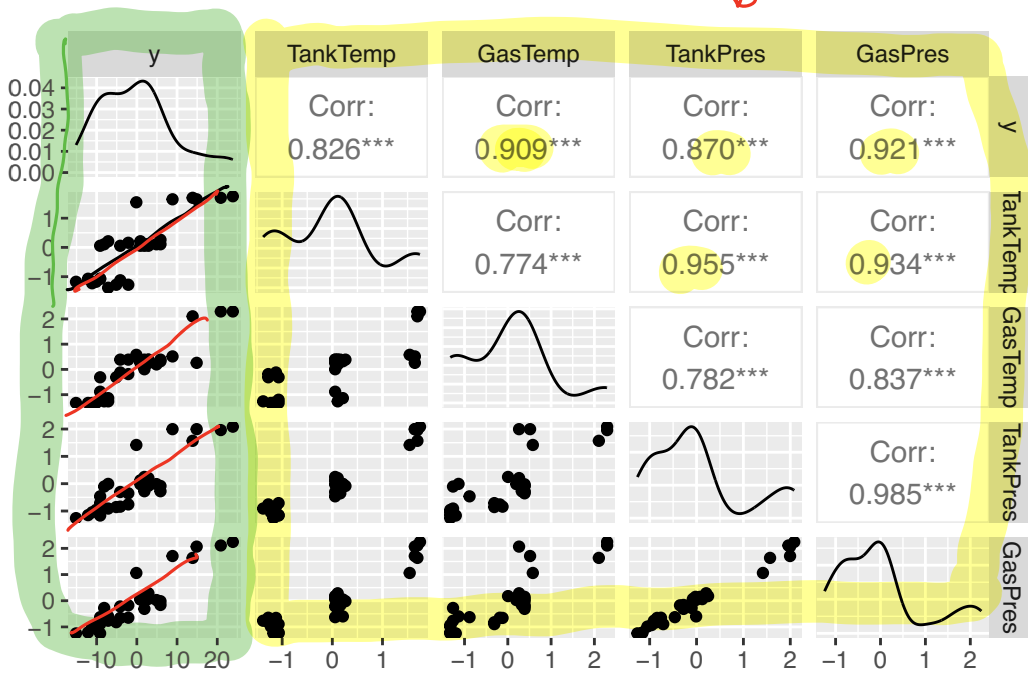 y TankTemp GasTemp TankPres GasPres
0.04
0.03
0.02
0.01
0.00
Corr: Corr: Corr: Corr:
0.826*** 0.909*** 0.870*** 0.921***
y
1
0
−1
Corr: Corr: Corr:
0.774*** 0.955*** 0.934***
TankTemp
2
1
0
−1
Corr: Corr:
0.782*** 0.837***
GasTemp
2
1
0
−1
Corr:
0.985***
TankPres
2
1
0
−1
GasPres
−10 0 10 20 −1 0 1 −1 0 1 2 −1 0 1 2 −1 0 1 2